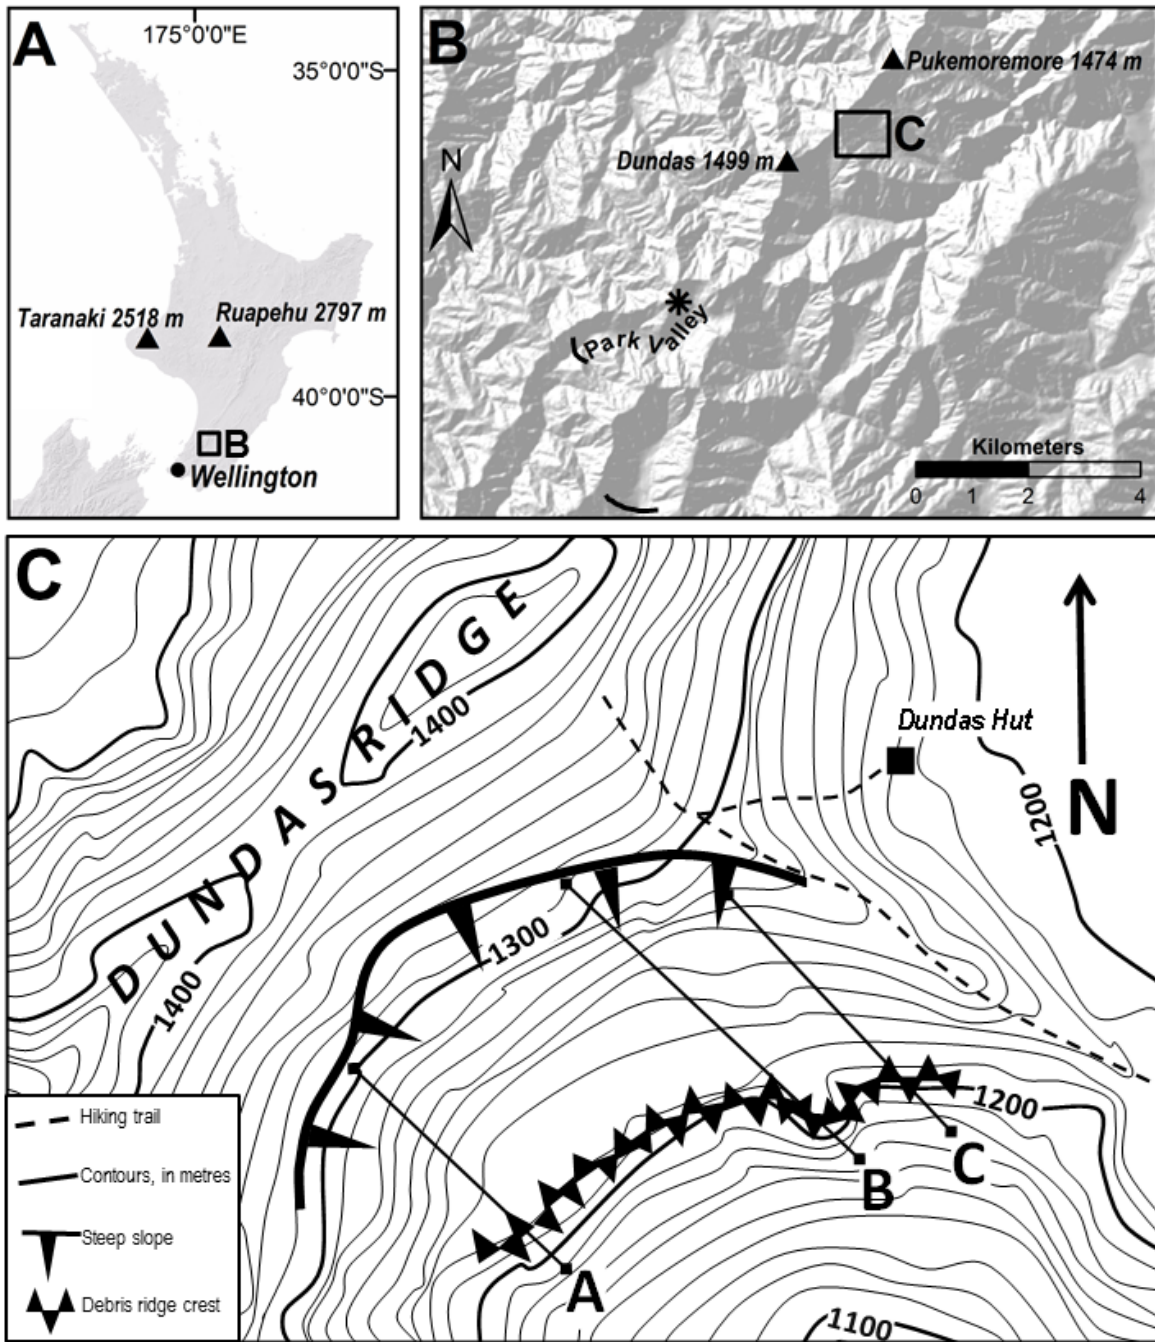 A
175°0'0"E
35°0'0"S
Taranaki 2518 m
Ruapehu 2797 m
40°0'0"S
B
Wellington
B
Pukemoremore 1474 m
C
Dundas 1499 m
N
Park Valley
Kilometers
0 1 2 4
C
DUNDAS RIDGE
1400
Dundas Hut
1200
N
1300
1400
1200
A
B
C
1100
Hiking trail
Contours, in metres
Steep slope
Debris ridge crest